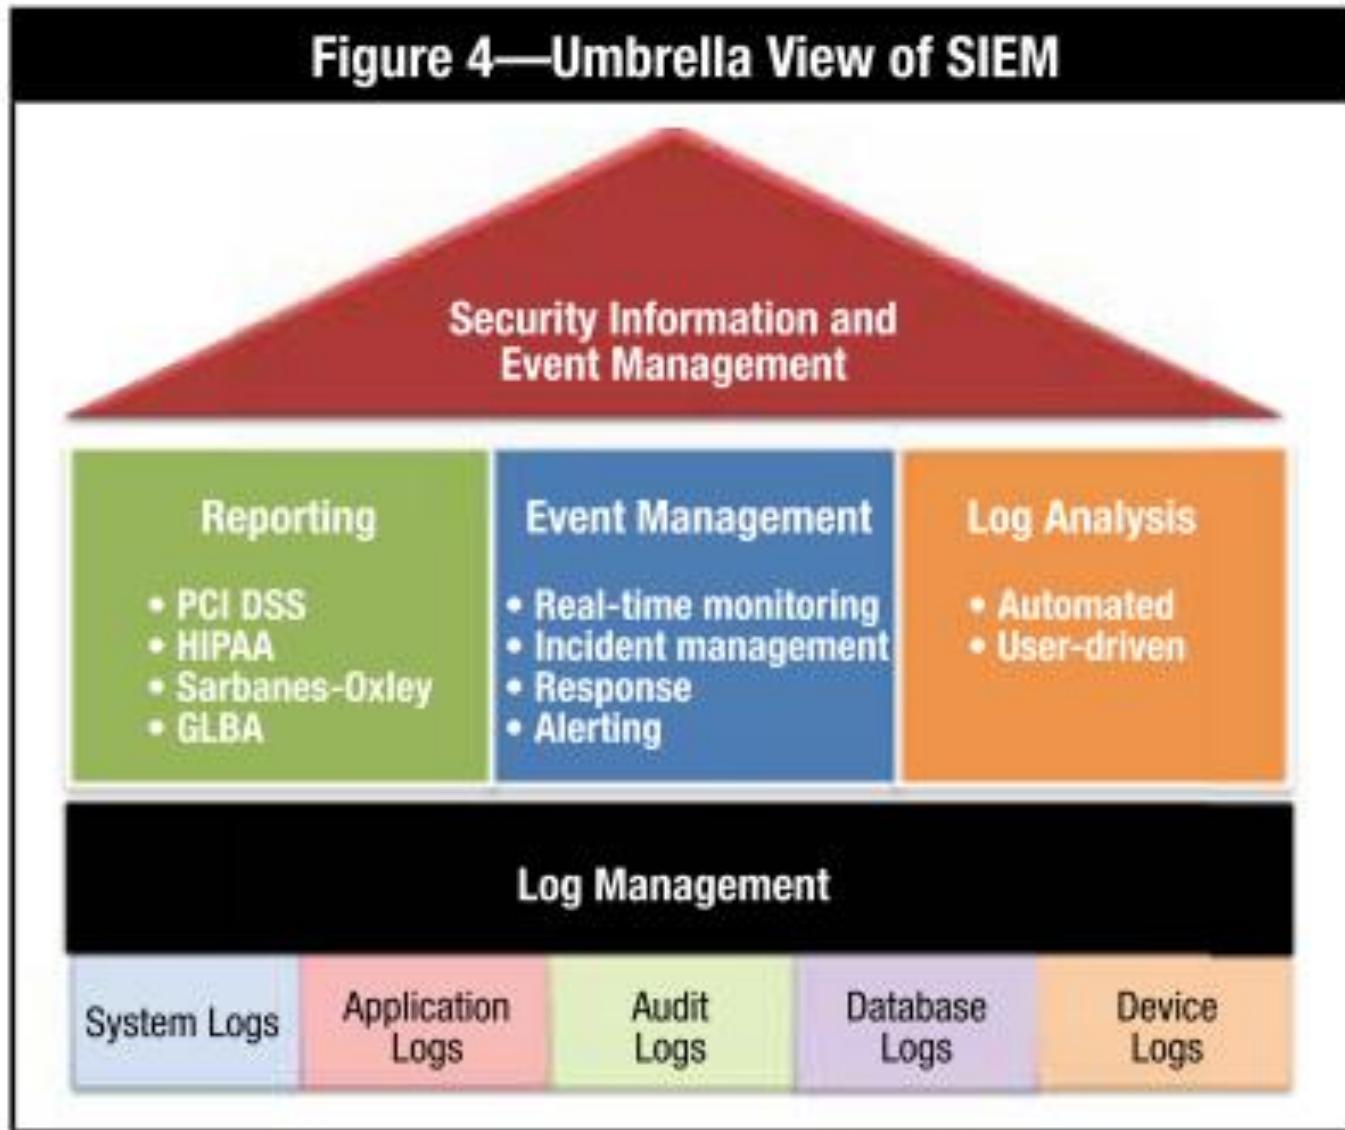 Figure 4—Umbrella View of SIEM
Security Information and
Event Management
Reporting
• PCI DSS
• HIPAA
• Sarbanes-Oxley
• GLBA
Event Management
• Real-time monitoring
• Incident management
• Response
• Alerting
Log Analysis
• Automated
• User-driven
Log Management
System Logs
Application
Logs
Audit
Logs
Database
Logs
Device
Logs